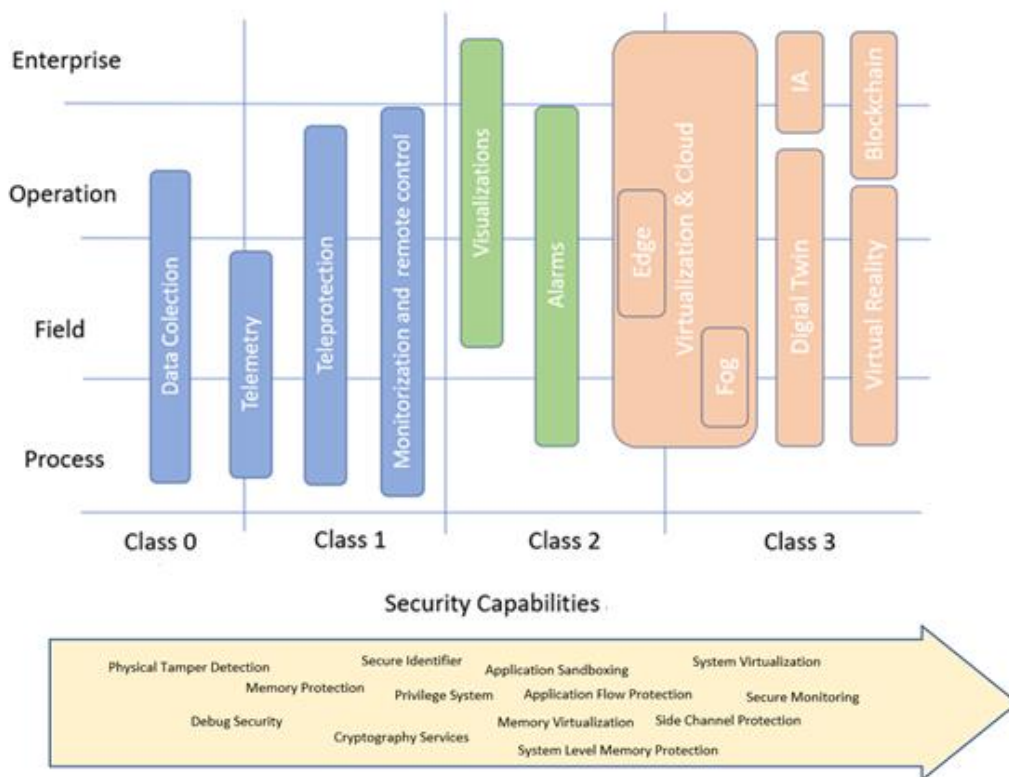 Enterprise
Operation
Field
Process
Data Colection
Telemetry
Teleprotection
Monitorization and remote control
Visualizations
Alarms
Virtualization & Cloud
Edge
Fog
IA
Digial Twin
Blockchain
Virtual Reality
Class 0
Class 1
Class 2
Class 3
Security Capabilities
Physical Tamper Detection
Secure Identifier
Application Sandboxing
System Virtualization
Memory Protection
Privilege System
Application Flow Protection
Secure Monitoring
Debug Security
Cryptography Services
Memory Virtualization
Side Channel Protection
System Level Memory Protection